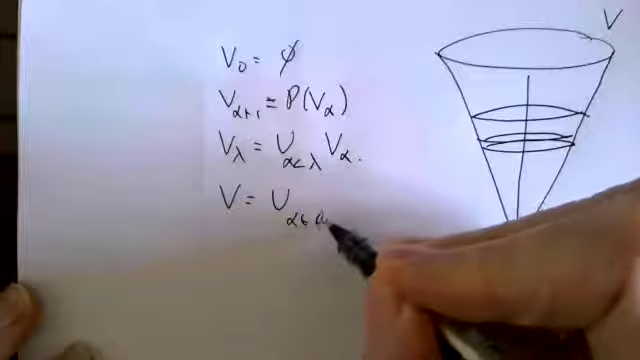 V
V₀ = φ
V_{α+1} = P(V_α)
V_λ = ∪_{α<λ} V_α.
V = ∪_{α∈